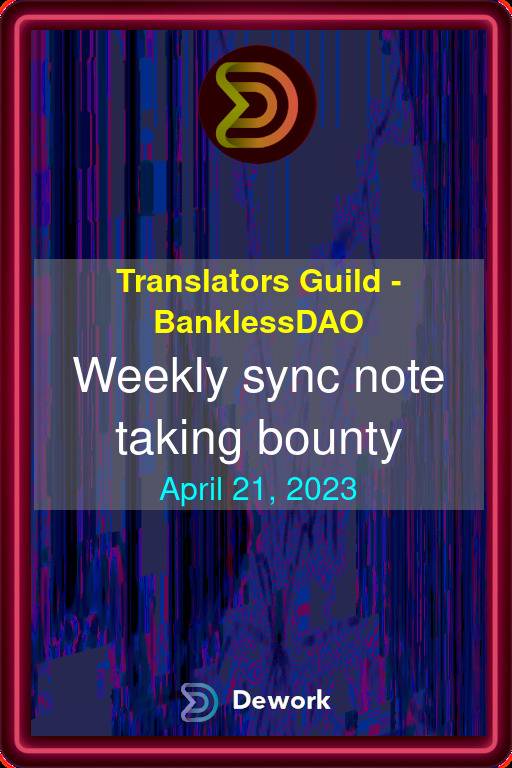 Translators Guild -
BanklessDAO
Weekly sync note
taking bounty
April 21, 2023
Dework